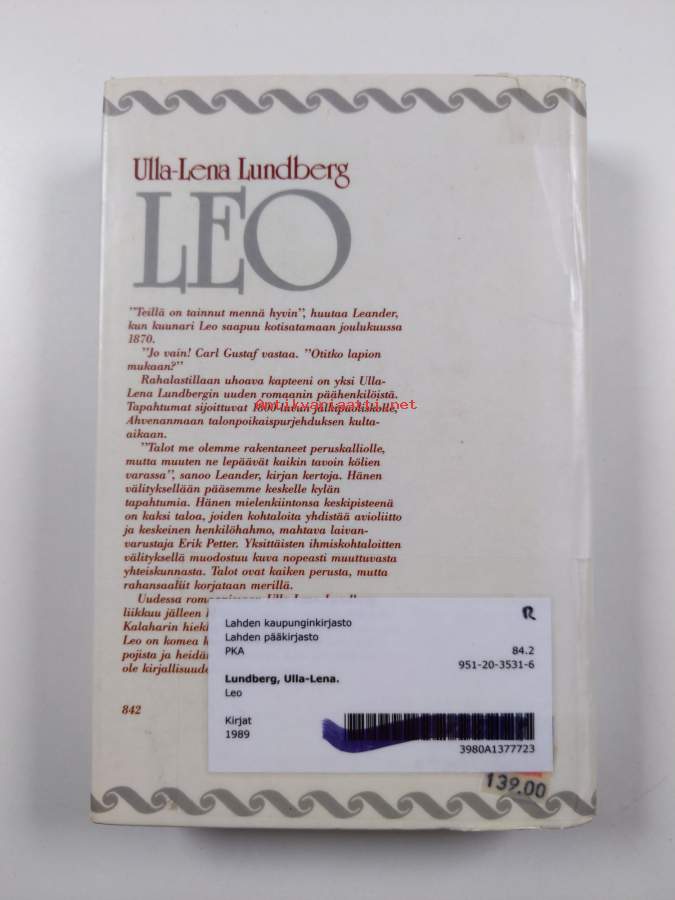 Ulla-Lena Lundberg
LEO
"Teillä on tainnut mennä hyvin", huutaa Leander,
kun kuunari Leo saapuu kotisatamaan joulukuussa
1870.
"Jo vain! Carl Gustaf vastaa. "Otitko lapion
mukaan?"
Rahalastillaan uhoava kapteeni on yksi Ulla-
Lena Lundbergin uuden romaanin päähenkilöistä.
Antikvariaatti.net
Tapahtumat sijoittuvat 1800-luvun jälkipuoliskolle,
Ahvenanmaan talonpoikaispurjehduksen kulta-
aikaan.
"Talot me olemme rakentaneet peruskalliolle,
mutta muuten ne lepäävät kaikin tavoin kölien
varassa", sanoo Leander, kirjan kertoja. Hänen
välityksellään pääsemme keskelle kylän
tapahtumia. Hänen mielenkiintonsa keskipisteenä
on kaksi taloa, joiden kohtaloita yhdistää avioliitto
ja keskeinen henkilöhahmo, mahtava laivan-
varustaja Erik Petter. Yksittäisten ihmiskohtaloitten
välityksellä muodostuu kuva nopeasti muuttuvasta
yhteiskunnasta. Talot ovat kaiken perusta, mutta
rahansaaliit korjataan merillä.
Uudessa
liikkuu jälleen
Kalaharin
Leo on komea
pojista ja
ole
842
R
Lahden kaupunginkirjasto
Lahden pääkirjasto
PKA 84.2
951-20-3531-6
Lundberg, Ulla-Lena.
Leo
Kirjat
1989
3980A1377723
139.00